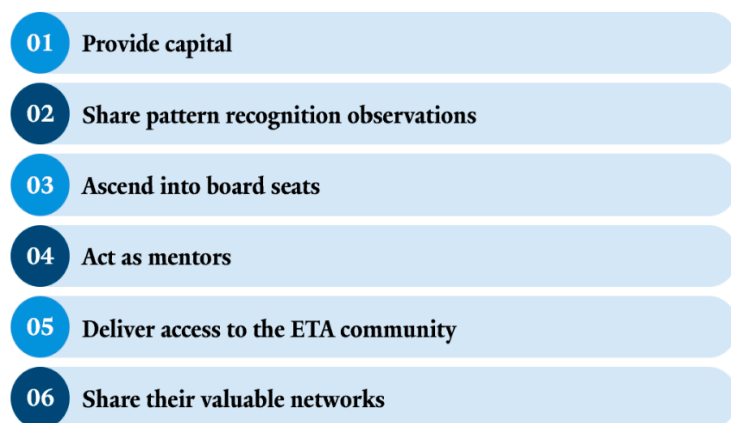 01 Provide capital
02 Share pattern recognition observations
03 Ascend into board seats
04 Act as mentors
05 Deliver access to the ETA community
06 Share their valuable networks